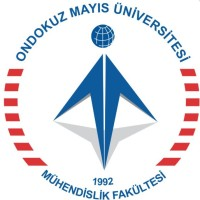 ONDOKUZ MAYIS ÜNİVERSİTESİ
1992
MÜHENDİSLİK FAKÜLTESİ